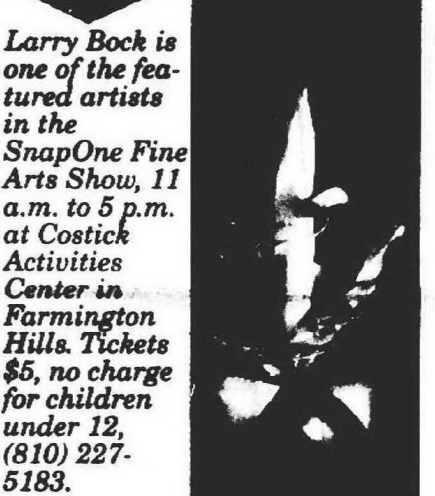 Larry Bock is
one of the fea-
tured artists
in the
SnapOne Fine
Arts Show, 11
a.m. to 5 p.m.
at Costick
Activities
Center in
Farmington
Hills. Tickets
$5, no charge
for children
under 12,
(810) 227-
5183.